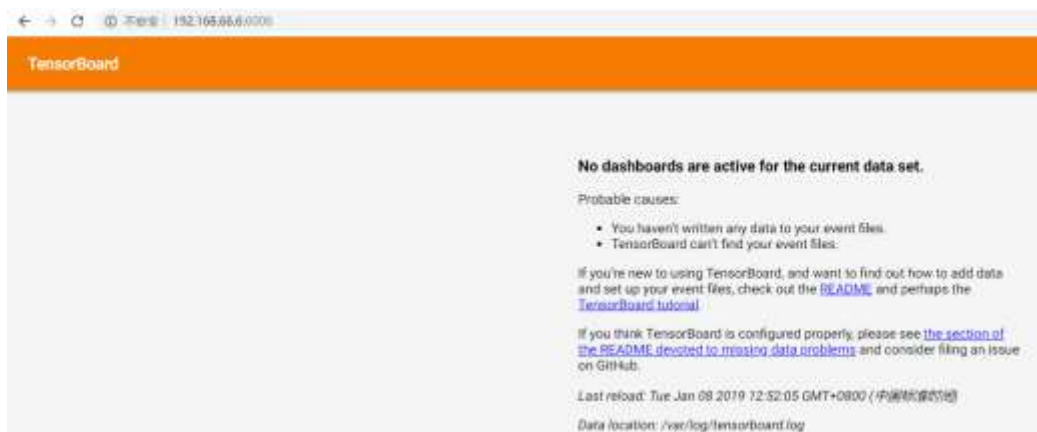 192.168.66.6:6006
TensorBoard
No dashboards are active for the current data set.
Probable causes:
• You haven't written any data to your event files.
• TensorBoard can't find your event files.
If you're new to using TensorBoard, and want to find out how to add data
and set up your event files, check out the README and perhaps the
TensorBoard tutorial.
If you think TensorBoard is configured properly, please see the section of
the README devoted to missing data problems and consider filing an issue
on GitHub.
Last reload: Tue Jan 08 2019 12:52:05 GMT+0800 (
Data location: /var/log/tensorboard.log